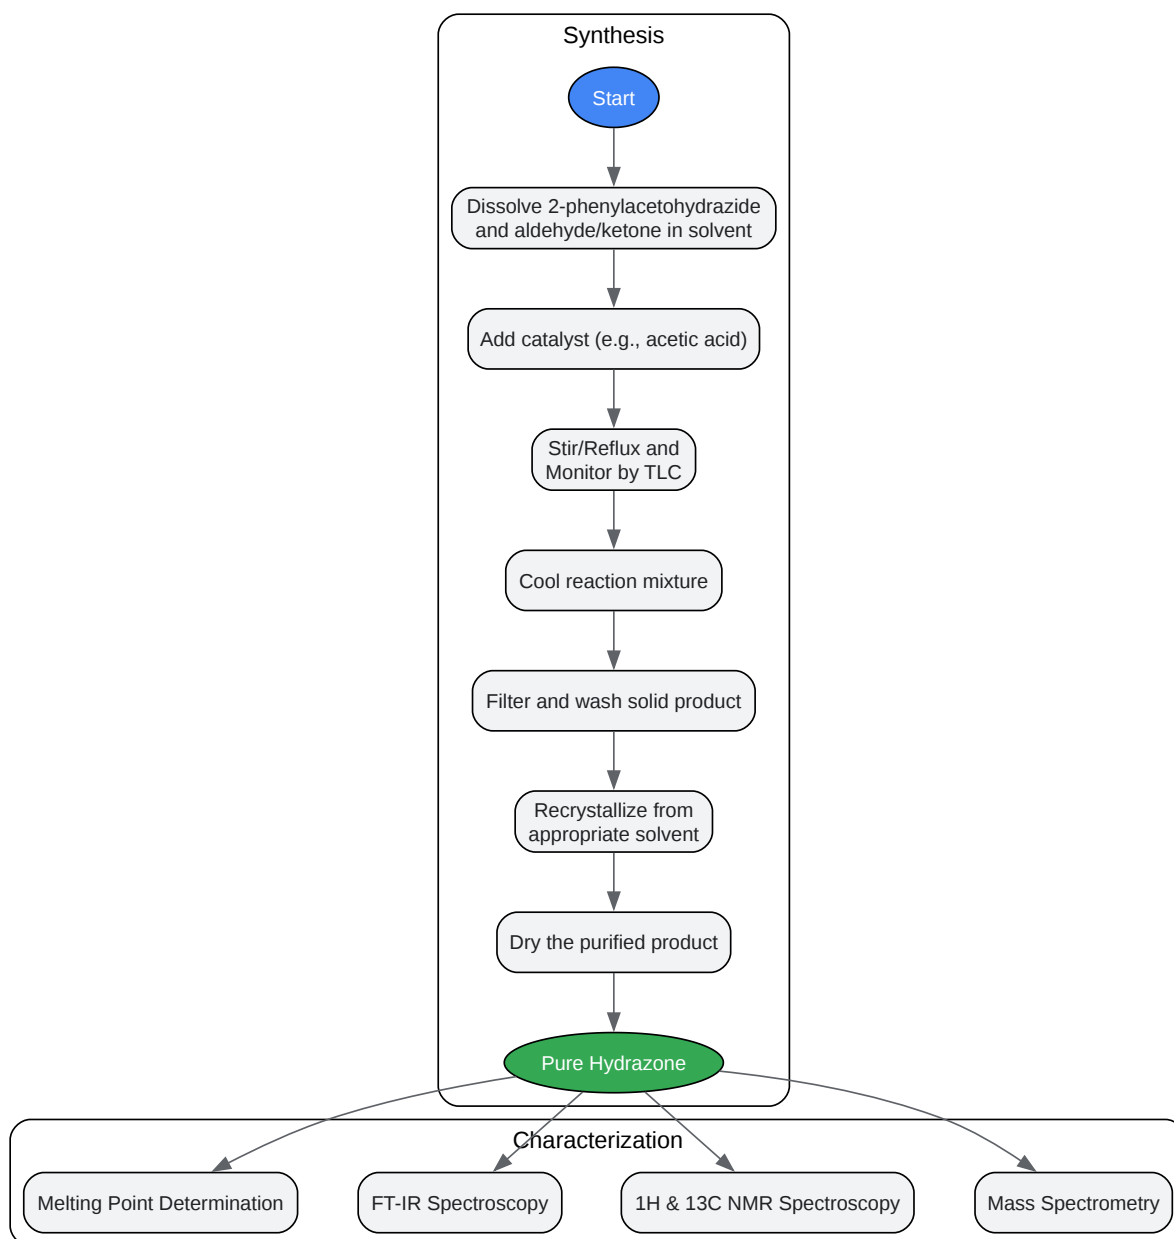 Synthesis
Start
Dissolve 2-phenylacetohydrazide
and aldehyde/ketone in solvent
Add catalyst (e.g., acetic acid)
Stir/Reflux and
Monitor by TLC
Cool reaction mixture
Filter and wash solid product
Recrystallize from
appropriate solvent
Dry the purified product
Pure Hydrazone
Characterization
Melting Point Determination
FT-IR Spectroscopy
1H & 13C NMR Spectroscopy
Mass Spectrometry